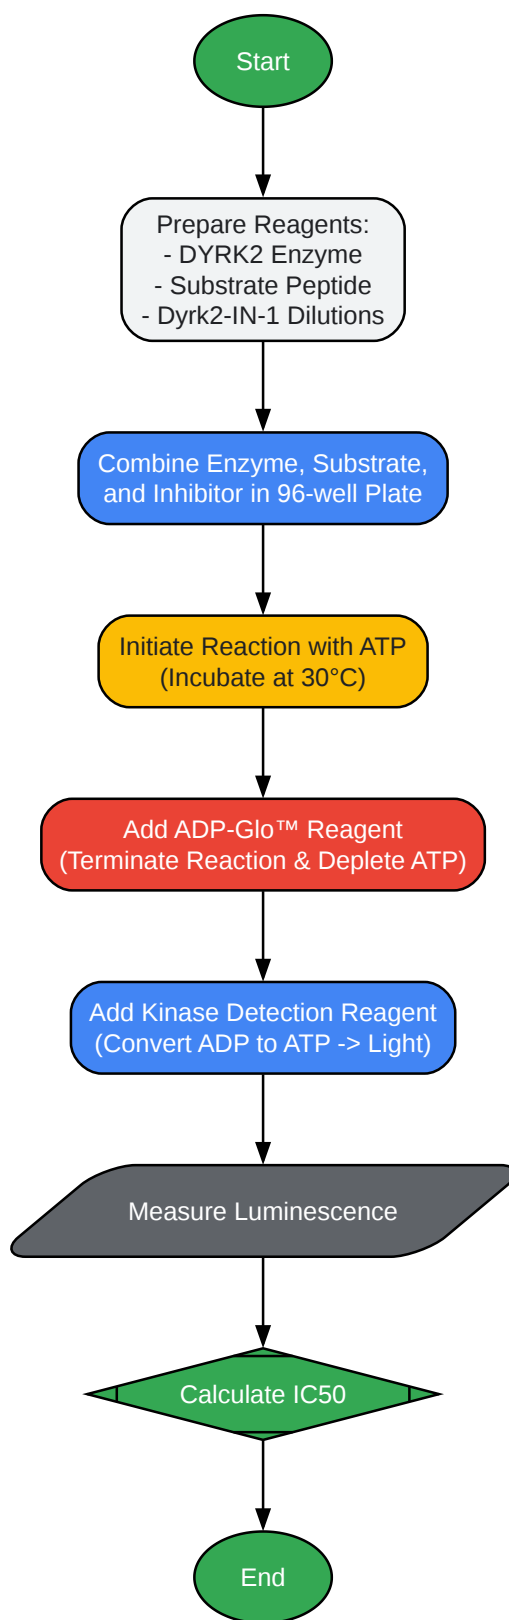 Start
Prepare Reagents:
- DYRK2 Enzyme
- Substrate Peptide
- Dyrk2-IN-1 Dilutions
Combine Enzyme, Substrate,
and Inhibitor in 96-well Plate
Initiate Reaction with ATP
(Incubate at 30°C)
Add ADP-Glo™ Reagent
(Terminate Reaction & Deplete ATP)
Add Kinase Detection Reagent
(Convert ADP to ATP -> Light)
Measure Luminescence
Calculate IC50
End